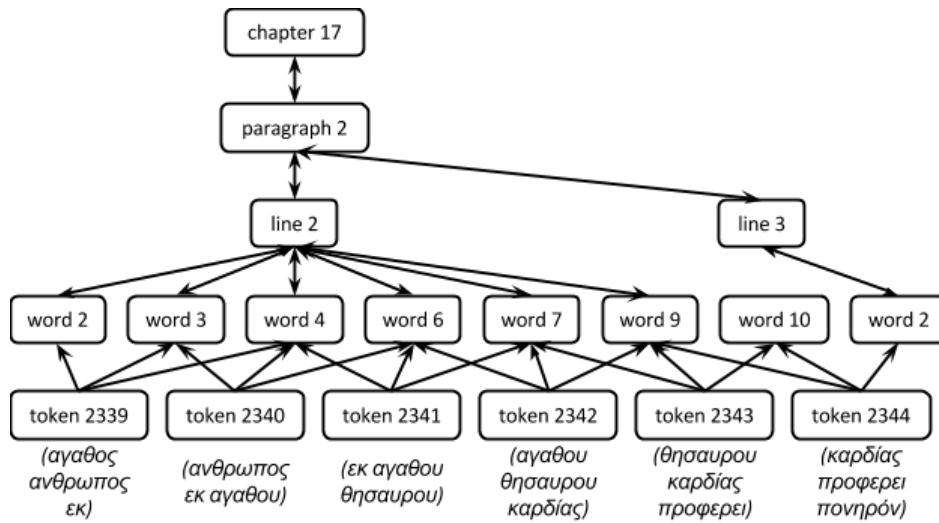 chapter 17
paragraph 2
line 2 line 3
word 2 word 3 word 4 word 6 word 7 word 9 word 10 word 2
token 2339 token 2340 token 2341 token 2342 token 2343 token 2344
(αγαθος
ανθρωπος
εκ)
(ανθρωπος
εκ αγαθου)
(εκ αγαθου
θησαυρου)
(αγαθου
θησαυρου
καρδίας)
(θησαυρου
καρδίας
προφερει)
(καρδίας
προφερει
πονηρόν)